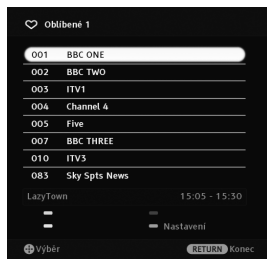 Oblíbené 1
001 BBC ONE
002 BBC TWO
003 ITV1
004 Channel 4
005 Five
007 BBC THREE
010 ITV3
083 Sky Spts News
LazyTown 15:05 - 15:30
Nastavení
Výběr RETURN Konec